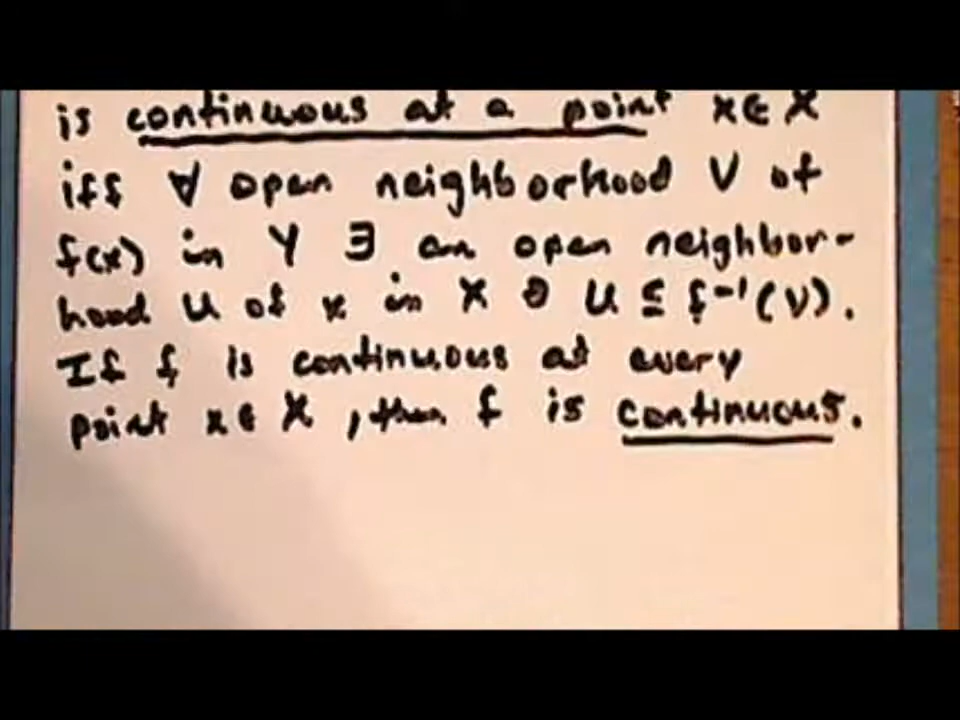 is continuous at a point x ∈ X
iff ∀ open neighborhood V of
f(x) in Y ∃ an open neighbor-
hood U of x in X ∋ U ⊆ f⁻¹(V).
If f is continuous at every
point x ∈ X, then f is continuous.